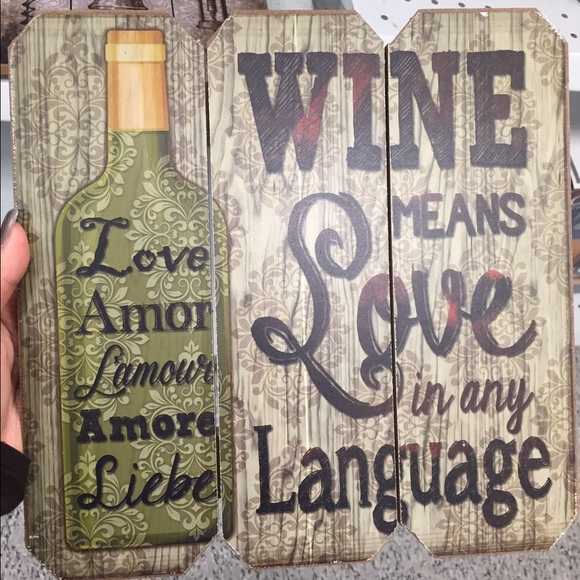 Love
Amor
L'amour
Amore
Liebe
WINE
MEANS
Love
in any
Language